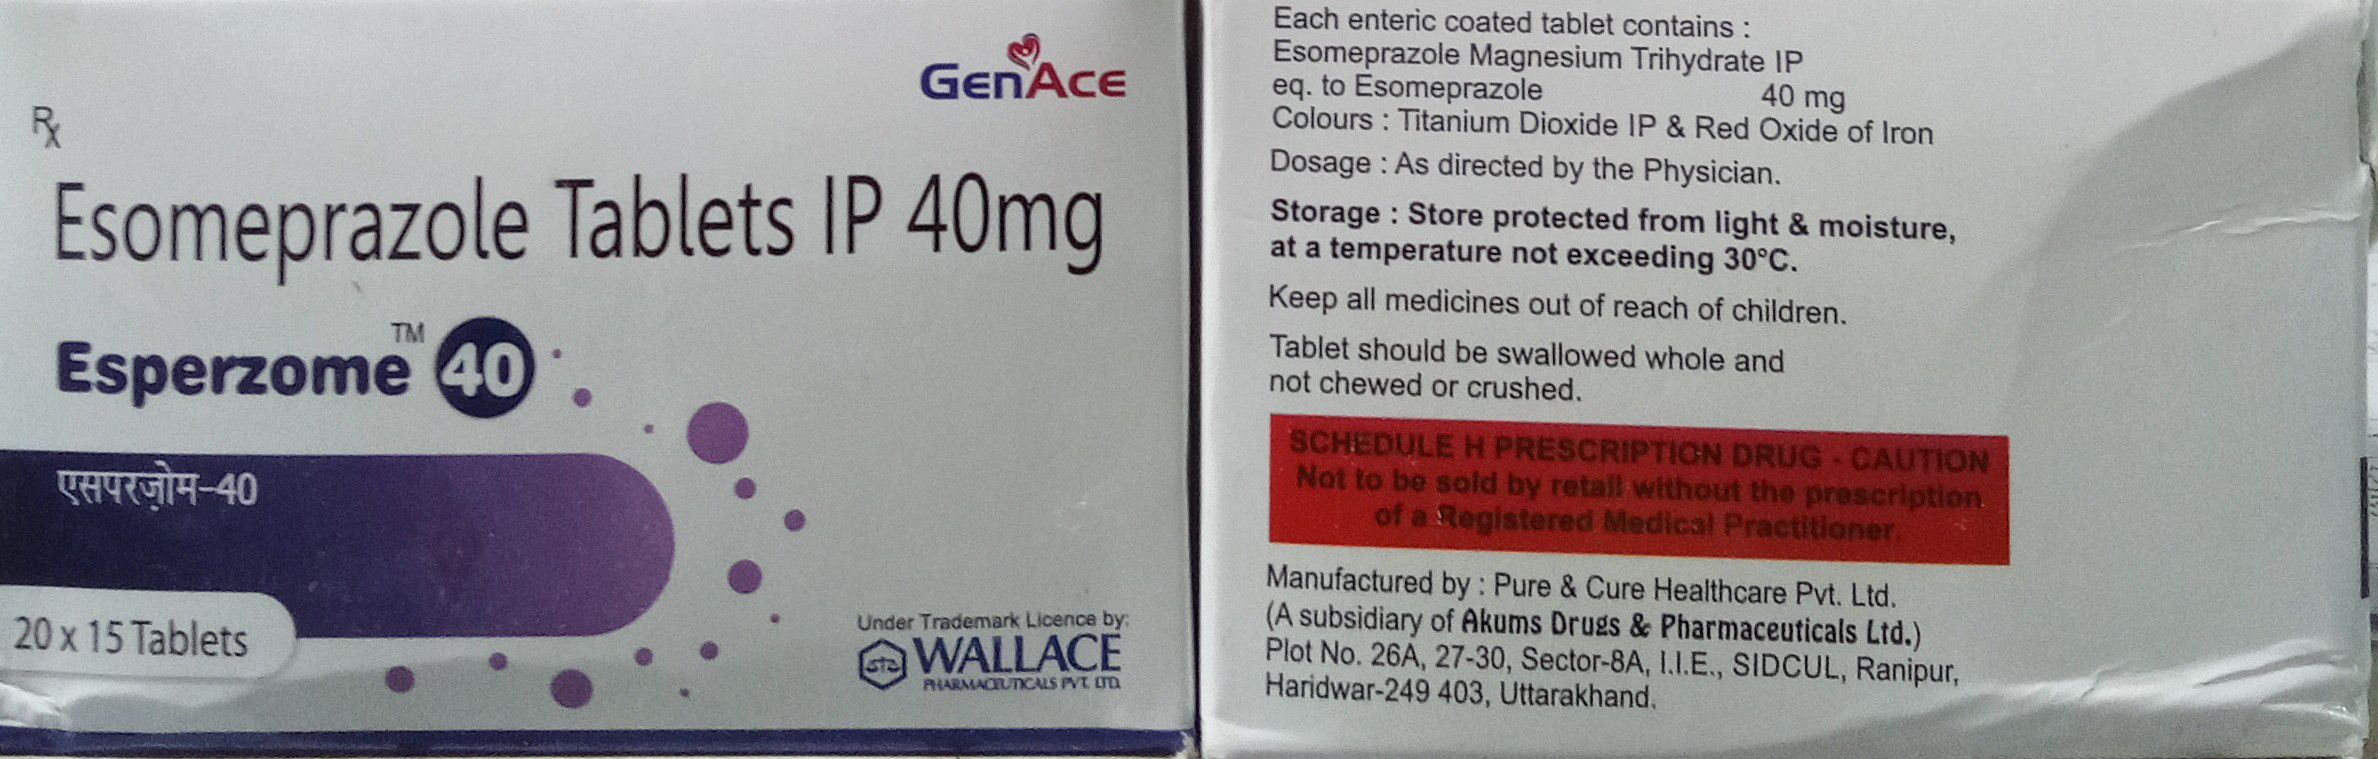 GenAce
Rx
Esomeprazole Tablets IP 40mg
Esperzome™ 40
एसपरज़ोम-40
20 x 15 Tablets
Under Trademark Licence by:
WALLACE
PHARMACEUTICALS PVT. LTD.
Each enteric coated tablet contains :
Esomeprazole Magnesium Trihydrate IP
eq. to Esomeprazole 40 mg
Colours : Titanium Dioxide IP & Red Oxide of Iron
Dosage : As directed by the Physician.
Storage : Store protected from light & moisture,
at a temperature not exceeding 30°C.
Keep all medicines out of reach of children.
Tablet should be swallowed whole and
not chewed or crushed.
SCHEDULE H PRESCRIPTION DRUG - CAUTION
Not to be sold by retail without the prescription
of a Registered Medical Practitioner.
Manufactured by : Pure & Cure Healthcare Pvt. Ltd.
(A subsidiary of Akums Drugs & Pharmaceuticals Ltd.)
Plot No. 26A, 27-30, Sector-8A, I.I.E., SIDCUL, Ranipur,
Haridwar-249 403, Uttarakhand.